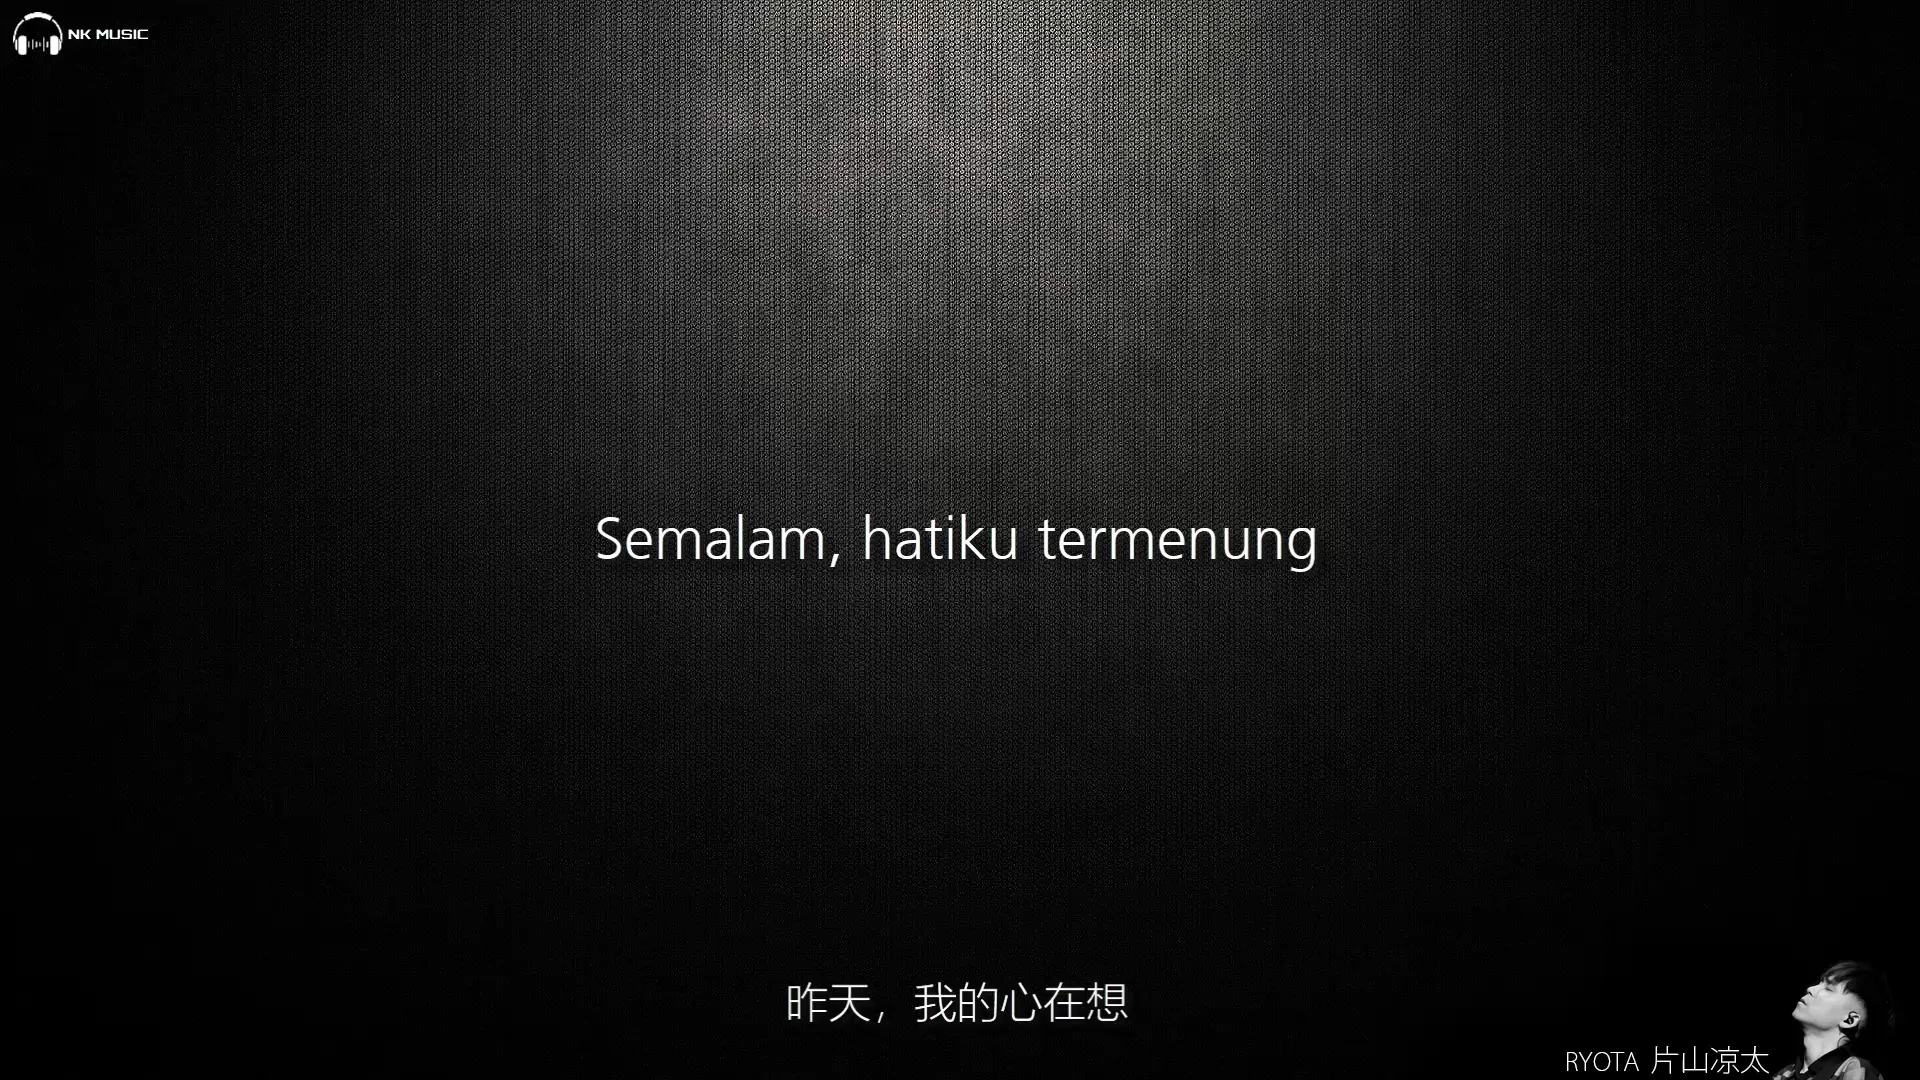 NK MUSIC
Semalam, hatiku termenung
昨天，我的心在想
RYOTA 片山凉太